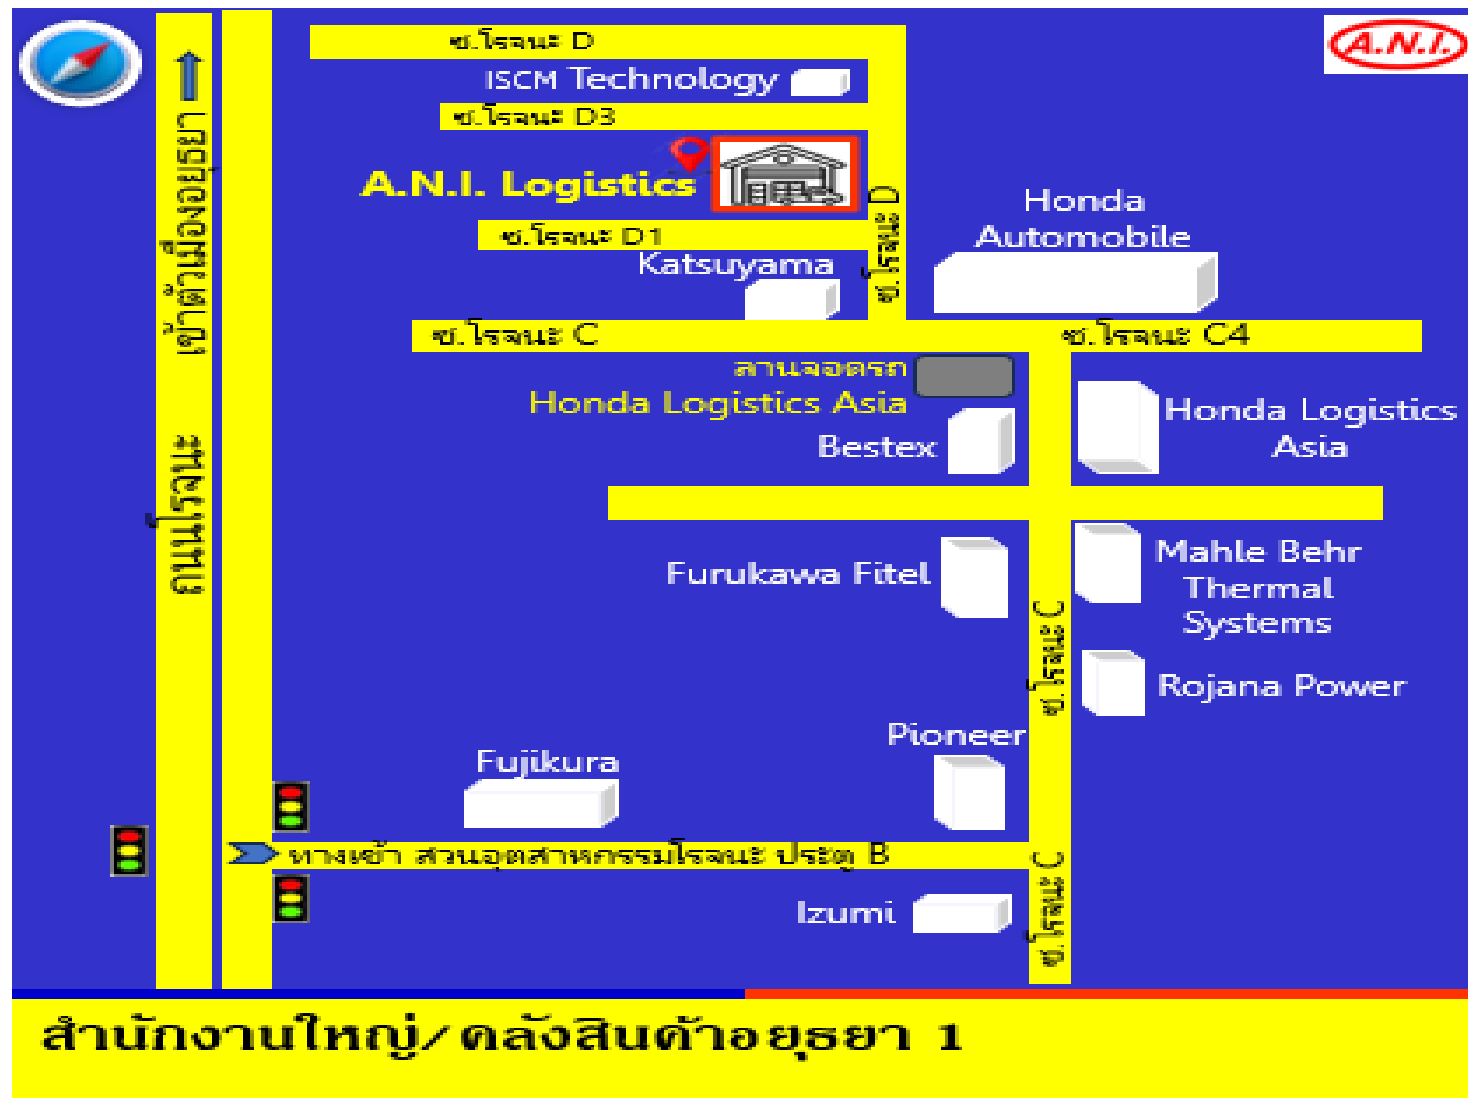 ซ.โรจนะ D
A.N.I.
ISCM Technology
ซ.โรจนะ D3
A.N.I. Logistics
ซ.โรจนะ D
Honda
Automobile
ซ.โรจนะ D1
Katsuyama
ซ.โรจนะ C
ซ.โรจนะ C4
ลานจอดรถ
Honda Logistics Asia
Honda Logistics
Asia
Bestex
ถนนโรจนะ เข้าตัวเมืองอยุธยา
Furukawa Fitel
Mahle Behr
Thermal
Systems
ซ.โรจนะ C
Rojana Power
Pioneer
Fujikura
ทางเข้า สวนอุตสาหกรรมโรจนะ ประตู B
Izumi
ซ.โรจนะ C
สำนักงานใหญ่/คลังสินค้าอยุธยา 1